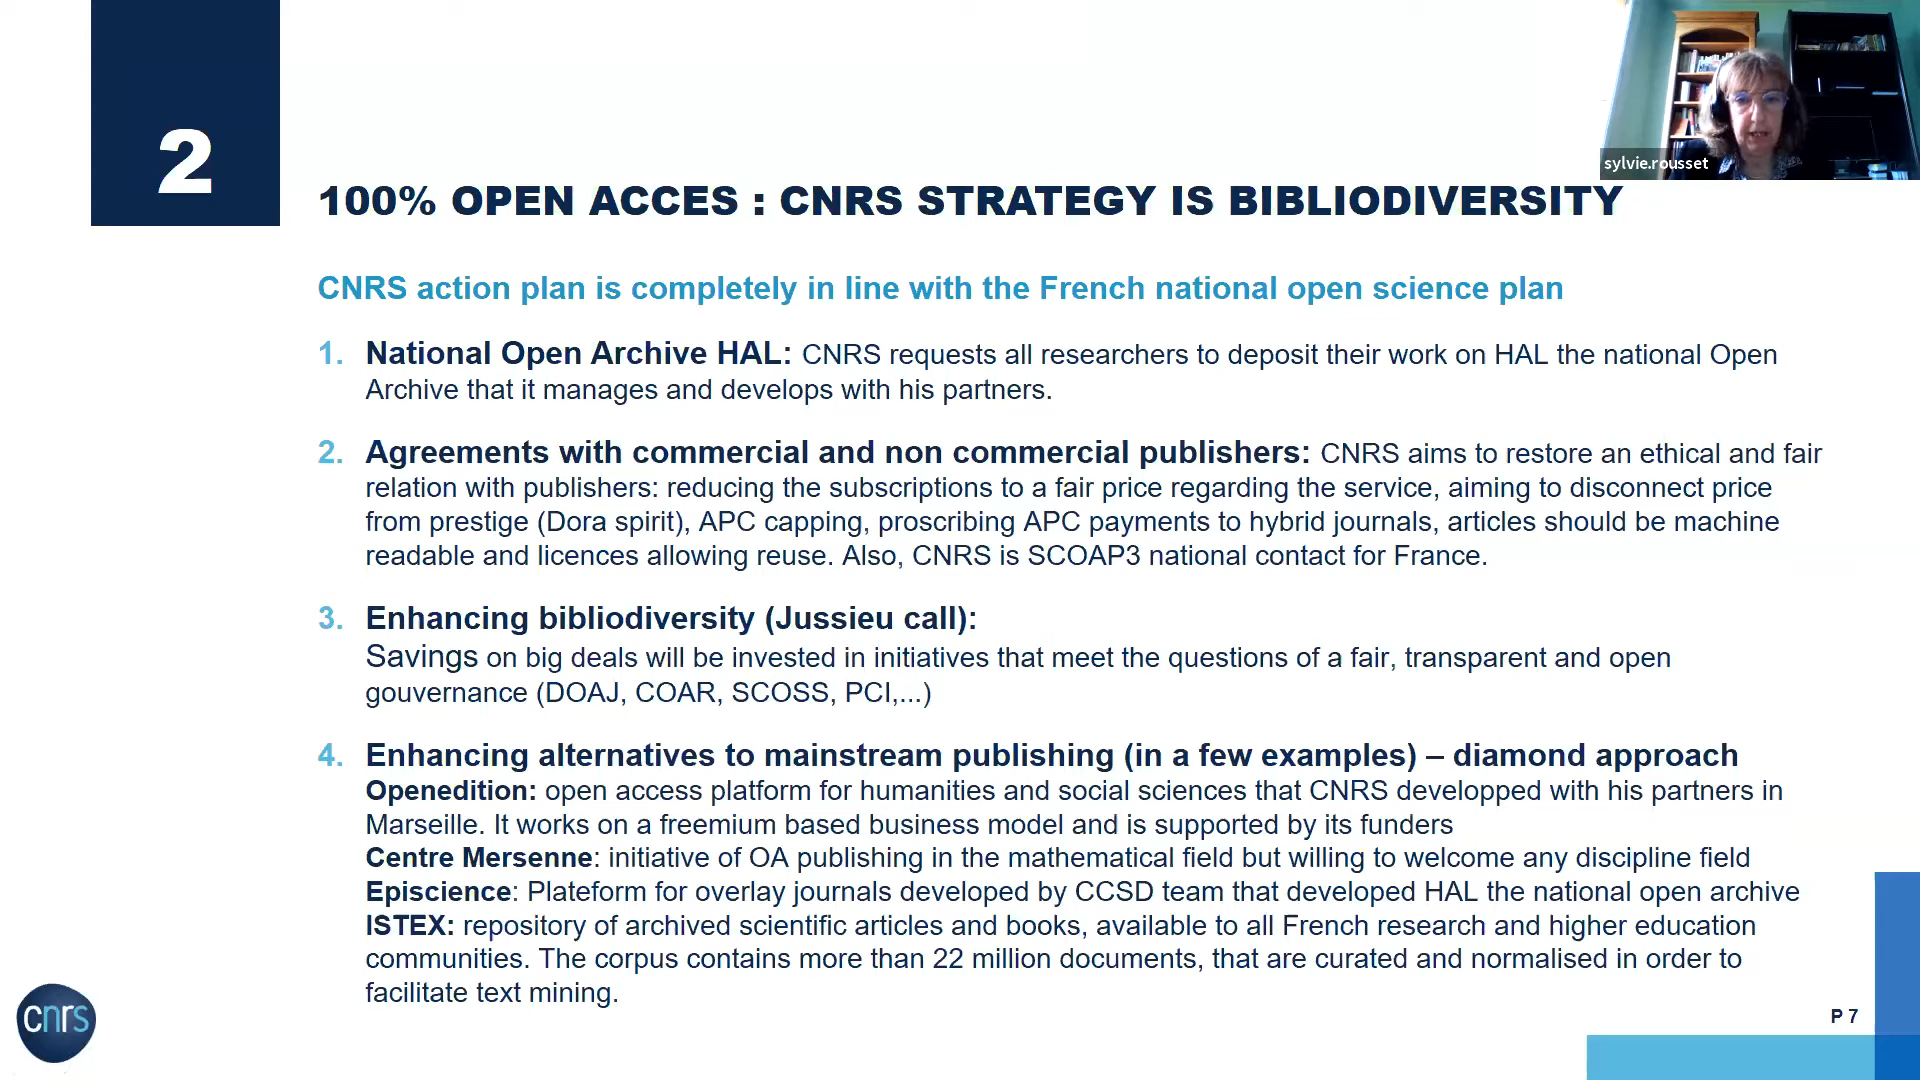 2
sylvie.rousset
100% OPEN ACCES : CNRS STRATEGY IS BIBLIODIVERSITY
CNRS action plan is completely in line with the French national open science plan
1. National Open Archive HAL: CNRS requests all researchers to deposit their work on HAL the national Open
Archive that it manages and develops with his partners.
2. Agreements with commercial and non commercial publishers: CNRS aims to restore an ethical and fair
relation with publishers: reducing the subscriptions to a fair price regarding the service, aiming to disconnect price
from prestige (Dora spirit), APC capping, proscribing APC payments to hybrid journals, articles should be machine
readable and licences allowing reuse. Also, CNRS is SCOAP3 national contact for France.
3. Enhancing bibliodiversity (Jussieu call):
Savings on big deals will be invested in initiatives that meet the questions of a fair, transparent and open
gouvernance (DOAJ, COAR, SCOSS, PCI,...)
4. Enhancing alternatives to mainstream publishing (in a few examples) – diamond approach
Openedition: open access platform for humanities and social sciences that CNRS developped with his partners in
Marseille. It works on a freemium based business model and is supported by its funders
Centre Mersenne: initiative of OA publishing in the mathematical field but willing to welcome any discipline field
Episcience: Plateform for overlay journals developed by CCSD team that developed HAL the national open archive
ISTEX: repository of archived scientific articles and books, available to all French research and higher education
communities. The corpus contains more than 22 million documents, that are curated and normalised in order to
facilitate text mining.
cnrs
P 7